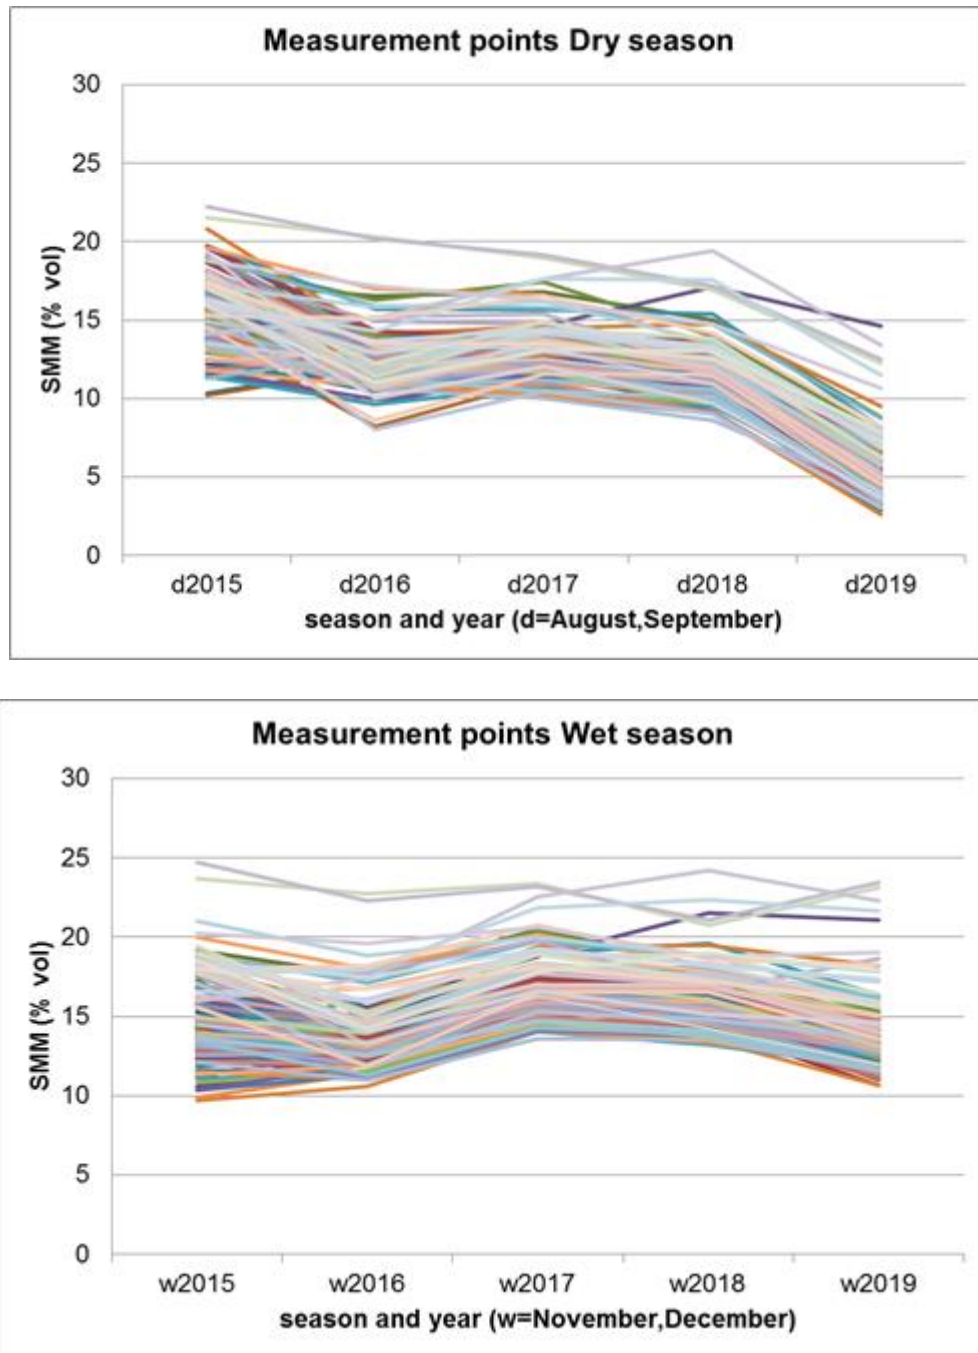 Measurement points Dry season
30
25
20
15
10
5
0
SMM (% vol)
d2015 d2016 d2017 d2018 d2019
season and year (d=August,September)
Measurement points Wet season
30
25
20
15
10
5
0
SMM (% vol)
w2015 w2016 w2017 w2018 w2019
season and year (w=November,December)